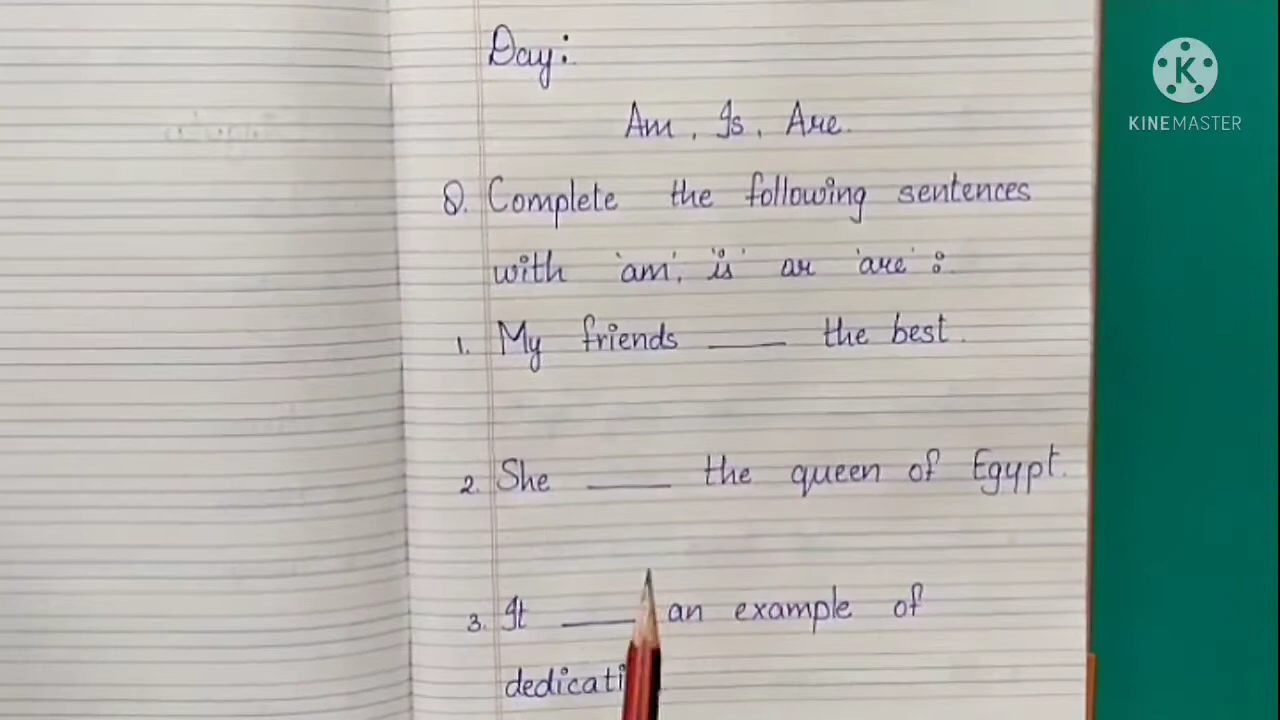 Day:
Am, Is, Are.
Q. Complete the following sentences
with 'am', 'is' or 'are' :
1. My friends ____ the best.
2. She ____ the queen of Egypt.
3. It ____ an example of
KINEMASTER